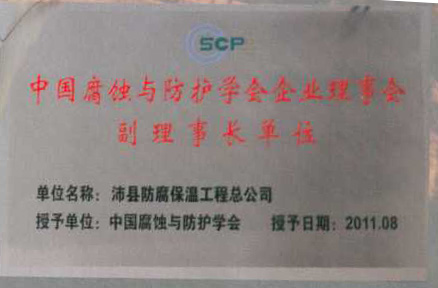 SCP
中国腐蚀与防护学会企业理事会
副理事长单位
单位名称：沛县防腐保温工程总公司
授予单位：中国腐蚀与防护学会 授予日期：2011.08